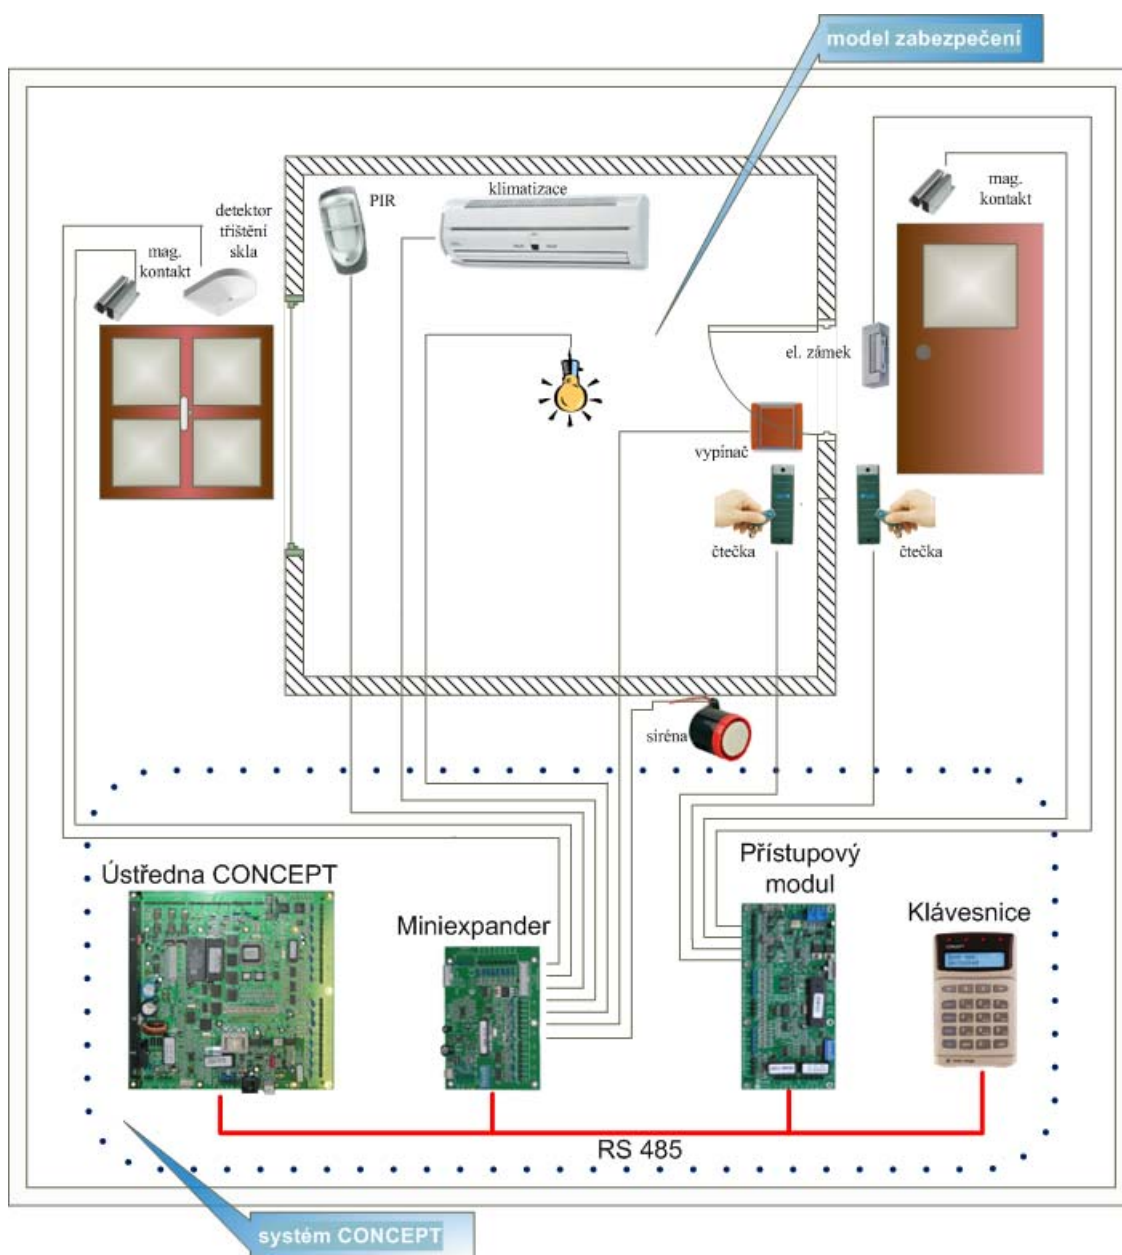 model zabezpečení
klimatizace
PIR
mag.
kontakt
detektor
tříštění
skla
mag.
kontakt
el. zámek
vypínač
čtečka
čtečka
siréna
Ústředna CONCEPT
Miniexpander
Přístupový
modul
Klávesnice
RS 485
systém CONCEPT